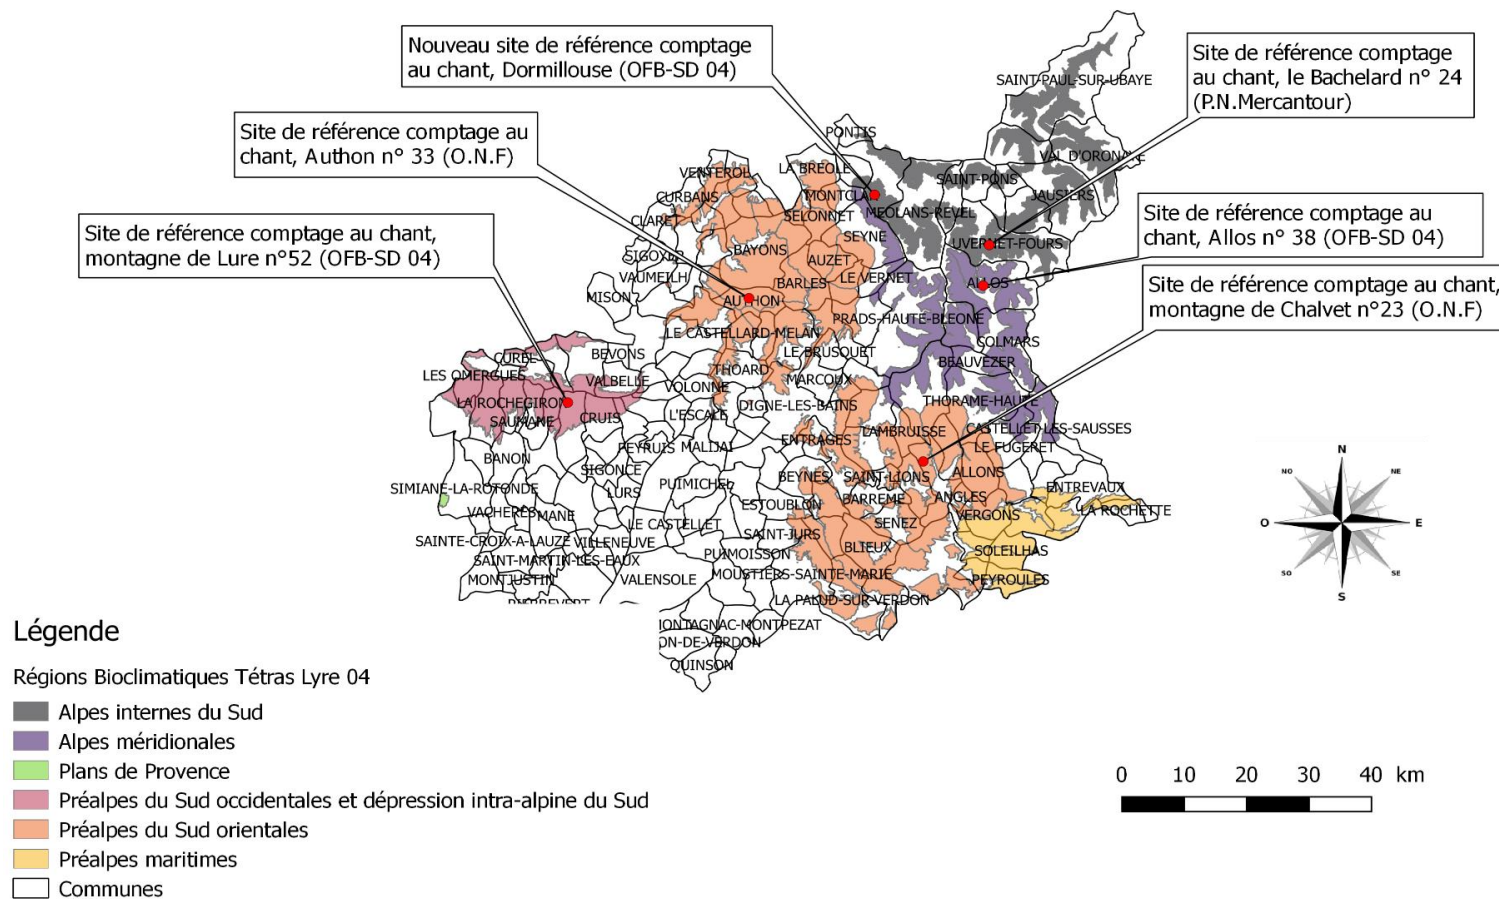 Nouveau site de référence comptage
au chant, Dormillouse (OFB-SD 04)
Site de référence comptage
au chant, le Bachelard n° 24
(P.N.Mercantour)
Site de référence comptage au
chant, Authon n° 33 (O.N.F)
Site de référence comptage au
chant, Allos n° 38 (OFB-SD 04)
Site de référence comptage au chant,
montagne de Lure n°52 (OFB-SD 04)
Site de référence comptage au chant,
montagne de Chalvet n°23 (O.N.F)
SAINT-PAUL-SUR-UBAYE
PONTIS
VAL D'ORONAYE
LA BREOLE
VENTEROL
SAINT-PONS
CURBANS
MONTCLAR
JAUSIERS
MEOLANS-REVEL
SELONNET
CLARET
SEYNE
UVERNET-FOURS
BAYONS
SIGOYER
AUZET
VAUMEILH
LE VERNET
BARLES
ALLOS
MISON
AUTHON
PRADS-HAUTE-BLEONE
LE CASTELLARD-MELAN
COLMARS
BEVONS
LE BRUSQUET
CUREL
BEAUVEZER
THOARD
LES OMERGUES
VALBELLE
MARCOUX
VOLONNE
LA ROCHEGIRON
THORAME-HAUTE
DIGNE-LES-BAINS
L'ESCALE
CRUIS
SAUMANE
CASTELLET-LES-SAUSSES
LAMBRUISSE
ENTRAGES
PEYRUIS
MALIJAI
LE FUGERET
BANON
SIGONCE
ALLONS
BEYNES
SAINT-LIONS
PUIMICHEL
ENTREVAUX
SIMIANE-LA-ROTONDE
LURS
BARREME
ANGLES
ESTOUBLON
LA ROCHETTE
VACHERES
MANE
VERGONS
LE CASTELLET
SENEZ
SAINT-JURS
SAINTE-CROIX-A-LAUZE
VILLENEUVE
BLIEUX
SOLEILHAS
PUIMOISSON
SAINT-MARTIN-LES-EAUX
MOUSTIERS-SAINTE-MARIE
MONTJUSTIN
VALENSOLE
PEYROULES
LA PALUD-SUR-VERDON
PIERREVERT
MONTAGNAC-MONTPEZAT
ON-DE-VERDON
QUINSON
N
NO
NE
O
E
SO
SE
S
Légende
Régions Bioclimatiques Tétras Lyre 04
Alpes internes du Sud
Alpes méridionales
Plans de Provence
Préalpes du Sud occidentales et dépression intra-alpine du Sud
Préalpes du Sud orientales
Préalpes maritimes
Communes
0 10 20 30 40 km